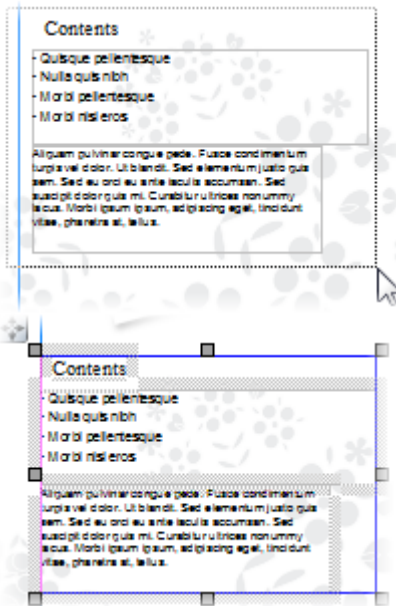 Contents
- Quisque pellentesque
- Nulla quis nibh
- Morbi pellentesque
- Morbi nisi eros
Aliquam pulvinar congue pede. Fusce condimentum
turpis vel dolor. Ut blandit. Sed elementum justo quis
sem. Sed eu orci eu ante iaculis accumsan. Sed
suscipit dolor quis mi. Curabitur ultrices nonummy
lacus. Morbi ipsum ipsum, adipiscing eget, tincidunt
vitae, pharetra at, tellus.
Contents
- Quisque pellentesque
- Nulla quis nibh
- Morbi pellentesque
- Morbi nisi eros
Aliquam pulvinar congue pede. Fusce condimentum
turpis vel dolor. Ut blandit. Sed elementum justo quis
sem. Sed eu orci eu ante iaculis accumsan. Sed
suscipit dolor quis mi. Curabitur ultrices nonummy
lacus. Morbi ipsum ipsum, adipiscing eget, tincidunt
vitae, pharetra at, tellus.